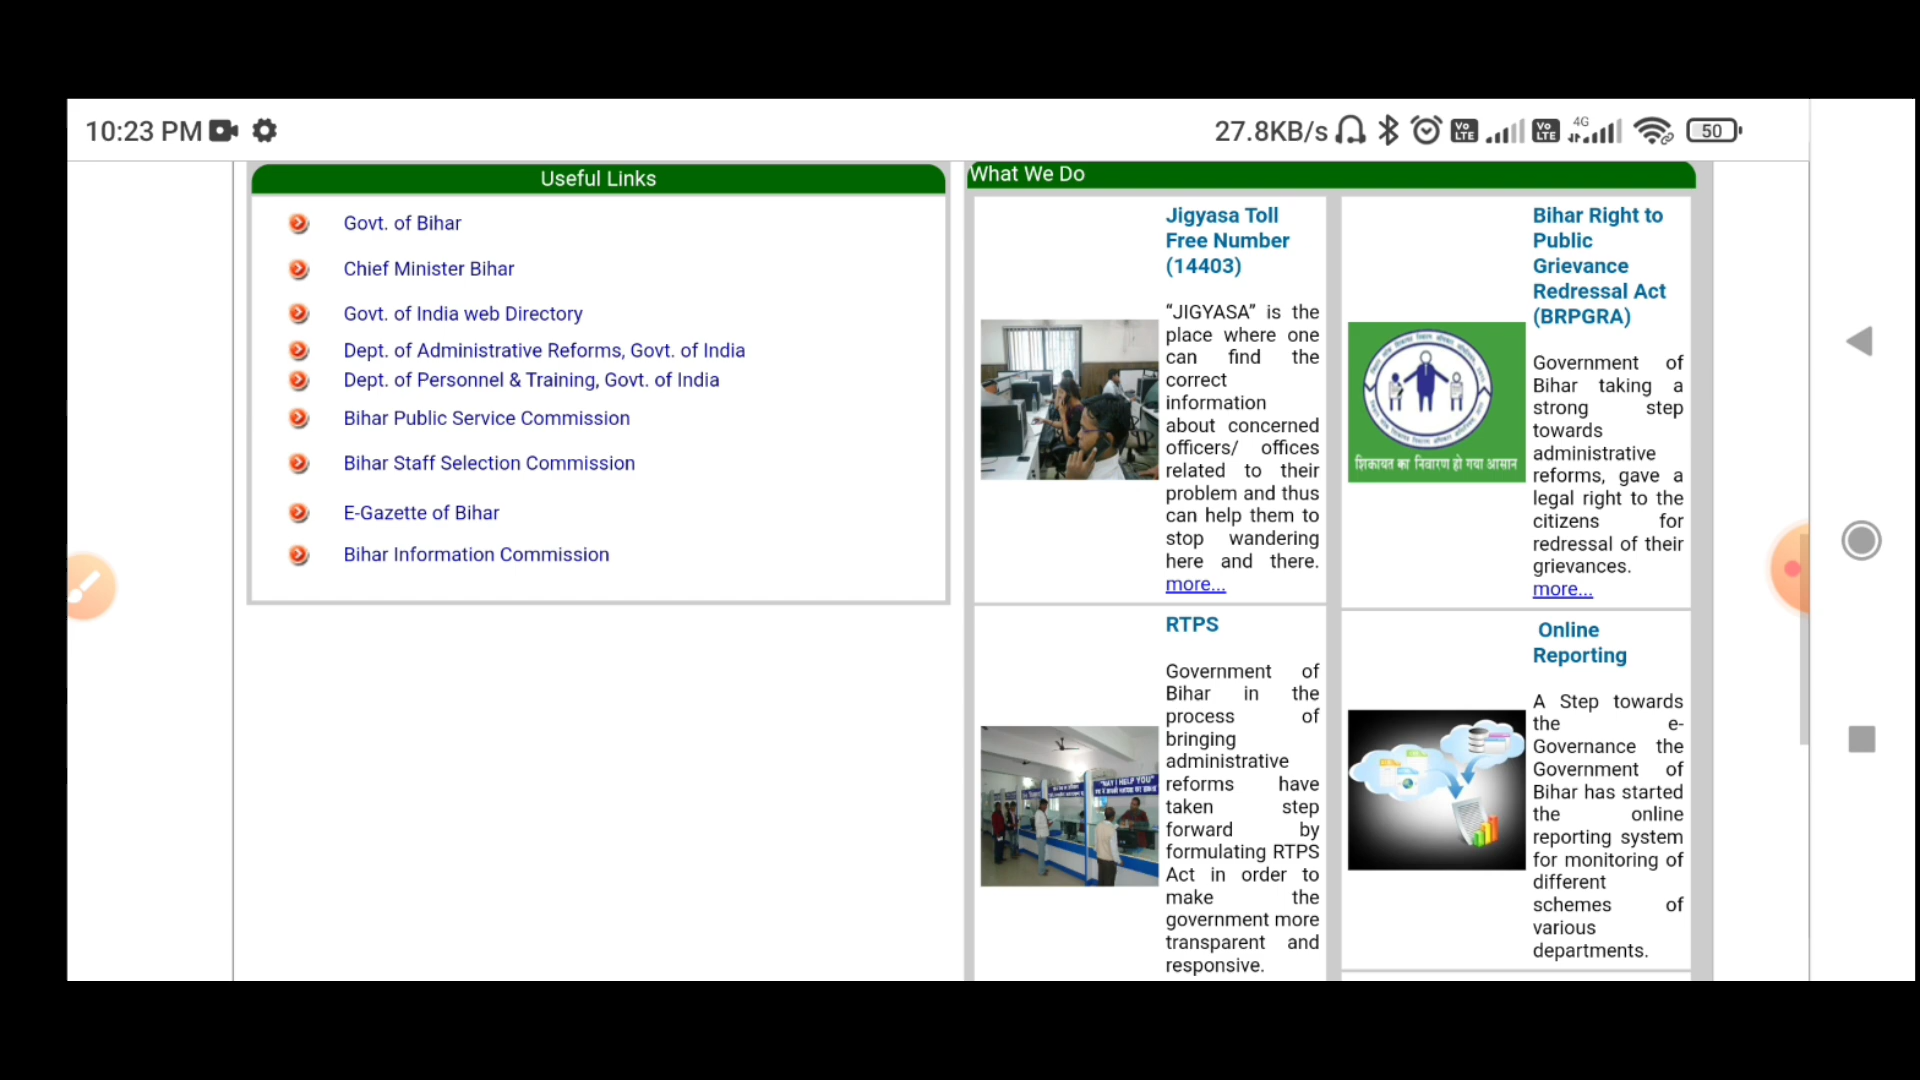 10:23 PM
27.8KB/s
Vo
LTE
Vo
LTE
4G
50
Useful Links
Govt. of Bihar
Chief Minister Bihar
Govt. of India web Directory
Dept. of Administrative Reforms, Govt. of India
Dept. of Personnel & Training, Govt. of India
Bihar Public Service Commission
Bihar Staff Selection Commission
E-Gazette of Bihar
Bihar Information Commission
What We Do
Jigyasa Toll
Free Number
(14403)
“JIGYASA” is the
place where one
can find the
correct
information
about concerned
officers/ offices
related to their
problem and thus
can help them to
stop wandering
here and there.
more...
Bihar Right to
Public
Grievance
Redressal Act
(BRPGRA)
शिकायत का निवारण हो गया आसान
Government of
Bihar taking a
strong step
towards
administrative
reforms, gave a
legal right to the
citizens for
redressal of their
grievances.
more...
RTPS
"MAY I HELP YOU"
Government of
Bihar in the
process of
bringing
administrative
reforms have
taken step
forward by
formulating RTPS
Act in order to
make the
government more
transparent and
responsive.
Online
Reporting
A Step towards
the e-
Governance the
Government of
Bihar has started
the online
reporting system
for monitoring of
different
schemes of
various
departments.